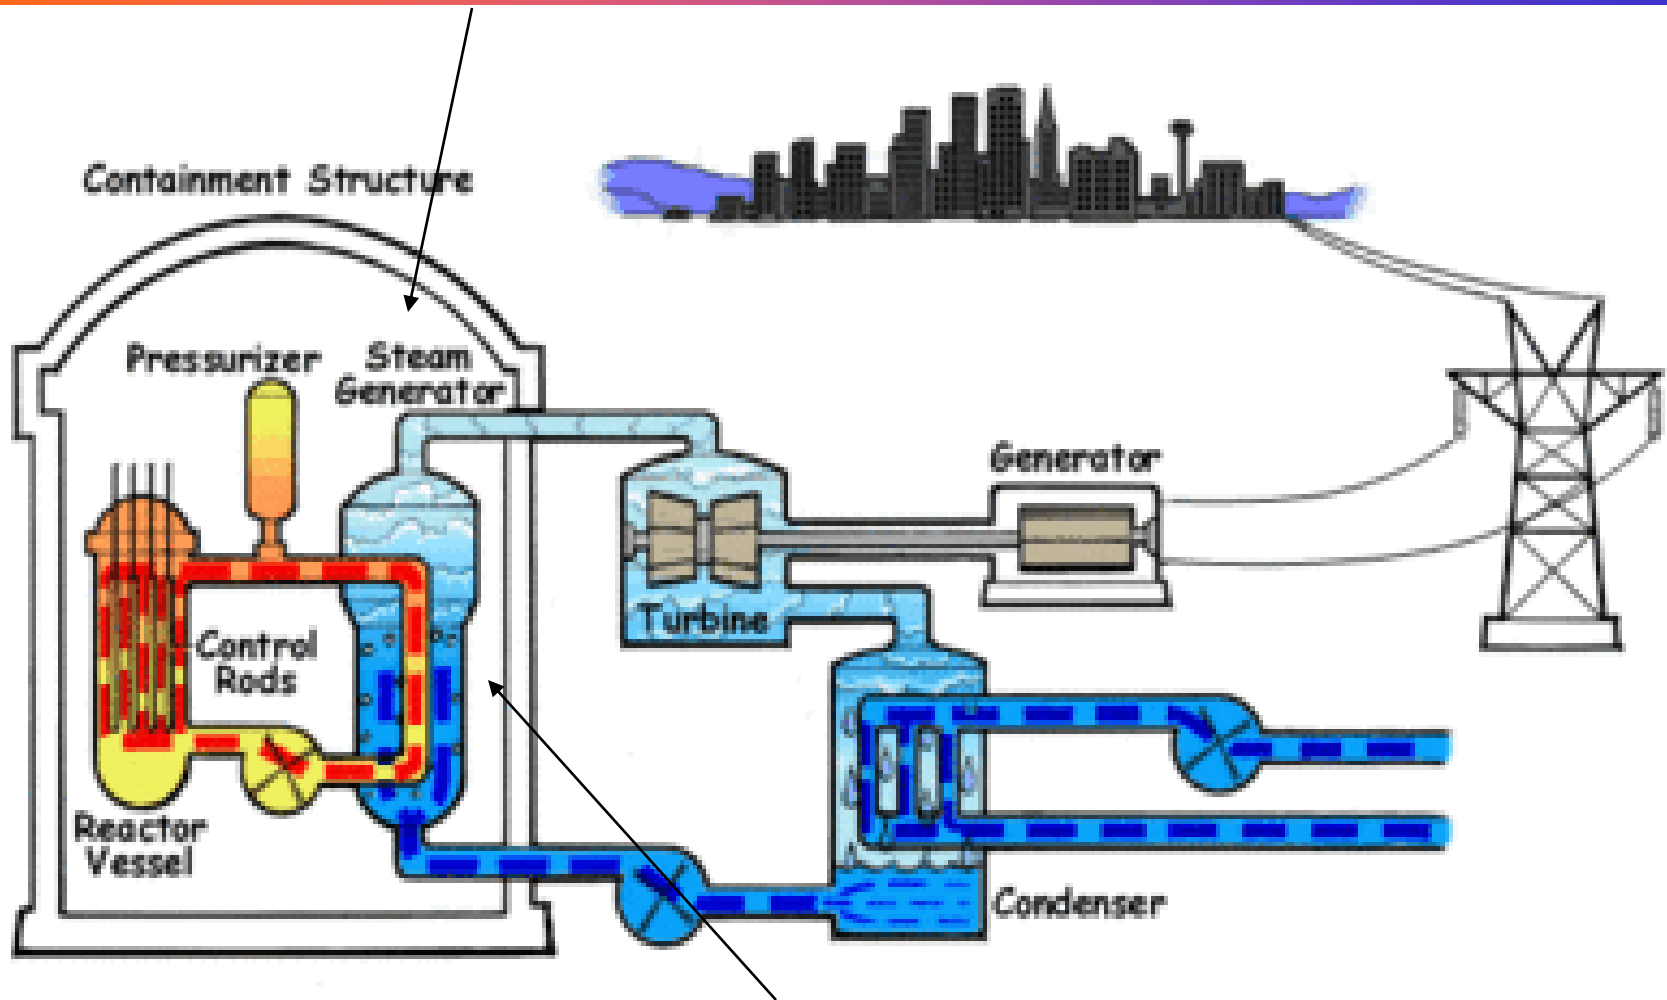 Containment Structure
Pressurizer
Steam
Generator
Generator
Turbine
Control
Rods
Reactor
Vessel
Condenser